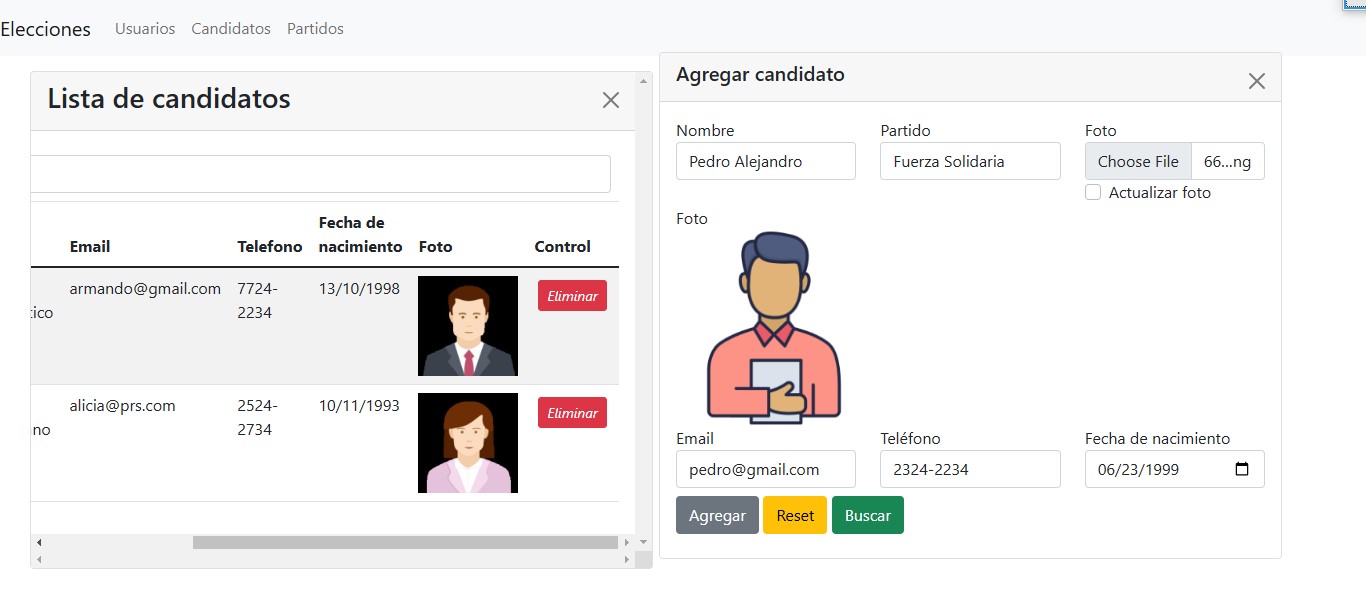 Elecciones Usuarios Candidatos Partidos
Lista de candidatos
Email Telefono Fecha de nacimiento Foto Control
armando@gmail.com 7724-2234 13/10/1998 Eliminar
ico
alicia@prs.com 2524-2734 10/11/1993 Eliminar
no
Agregar candidato
Nombre Partido Foto
Pedro Alejandro Fuerza Solidaria Choose File 66...ng
Actualizar foto
Foto
Email Teléfono Fecha de nacimiento
pedro@gmail.com 2324-2234 06/23/1999
Agregar Reset Buscar